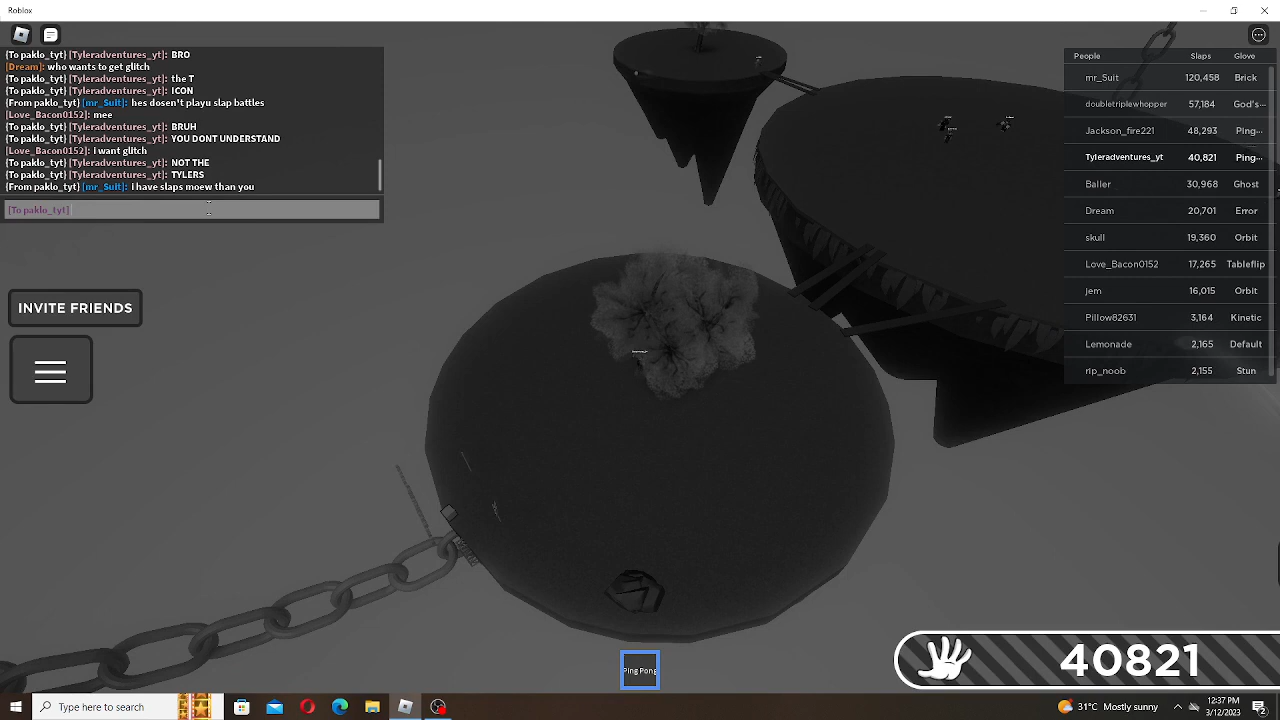 Roblox
{To paklo_tyt} [Tyleradventures_yt]: BRO
[Dream]: who wants to get glitch
{To paklo_tyt} [Tyleradventures_yt]: the T
{To paklo_tyt} [Tyleradventures_yt]: ICON
{From paklo_tyt} [mr_Suit]: hes dosen't playu slap battles
[Love_Bacon0152]: mee
{To paklo_tyt} [Tyleradventures_yt]: BRUH
{To paklo_tyt} [Tyleradventures_yt]: YOU DONT UNDERSTAND
[Love_Bacon0152]: i want glitch
{To paklo_tyt} [Tyleradventures_yt]: NOT THE
{To paklo_tyt} [Tyleradventures_yt]: TYLERS
{From paklo_tyt} [mr_Suit]: I have slaps moew than you
[To paklo_tyt]
INVITE FRIENDS
People Slaps Glove
mr_Suit 120,458 Brick
doubletriplewhopper 57,184 God's...
Jackson_fire221 48,293 Ping...
Tyleradventures_yt 40,821 Ping...
Baller 30,968 Ghost
Dream 20,701 Error
skull 19,360 Orbit
Love_Bacon0152 17,265 Tableflip
jem 16,015 Orbit
Pillow82631 3,164 Kinetic
Lemonade 2,165 Default
rip_noob 2,155 Stun
Ping Pong
40821
Type here to search
31°C Mostly sunny
12:37 PM
3/12/2023
2